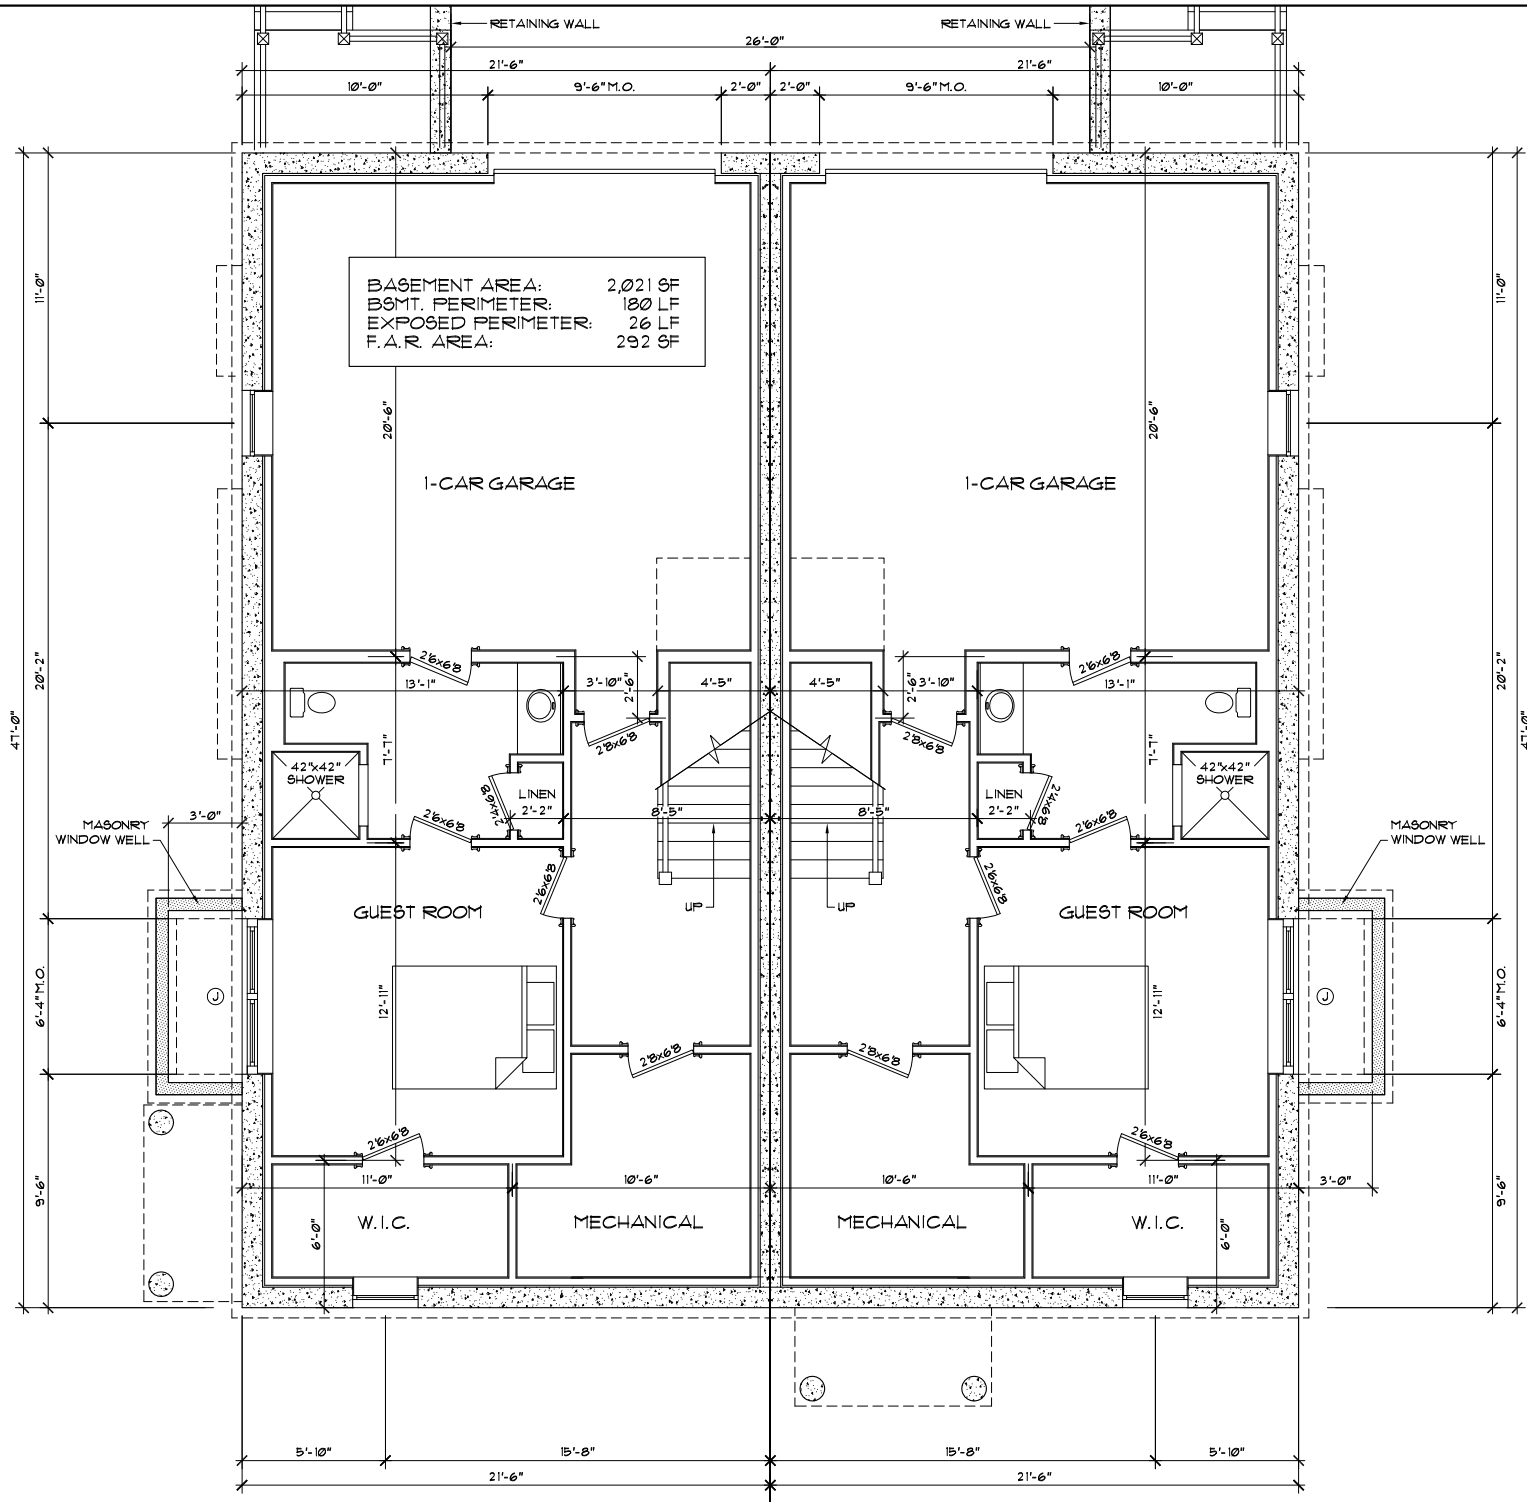 RETAINING WALL
RETAINING WALL
26'-0"
21'-6"
21'-6"
10'-0"
9'-6" M.O.
2'-0"
2'-0"
9'-6" M.O.
10'-0"
BASEMENT AREA: 2,021 SF
BSMT. PERIMETER: 180 LF
EXPOSED PERIMETER: 26 LF
F.A.R. AREA: 292 SF
11'-0"
11'-0"
20'-6"
20'-6"
1-CAR GARAGE
1-CAR GARAGE
20'-2"
20'-2"
47'-0"
47'-0"
2'6x6'8
2'6x6'8
13'-1"
3'-10"
2'-6"
4'-5"
4'-5"
2'-6"
3'-10"
13'-1"
2'8x6'8
2'8x6'8
7'-7"
7'-7"
42"x42"
SHOWER
42"x42"
SHOWER
2'4x6'8
LINEN
2'-2"
8'-5"
8'-5"
LINEN
2'-2"
2'4x6'8
3'-0"
MASONRY
WINDOW WELL
2'6x6'8
2'6x6'8
MASONRY
WINDOW WELL
2'6x6'8
2'6x6'8
GUEST ROOM
UP
UP
GUEST ROOM
6'-4" M.O.
J
12'-11"
12'-11"
J
6'-4" M.O.
2'8x6'8
2'8x6'8
2'6x6'8
2'6x6'8
9'-6"
11'-0"
10'-6"
10'-6"
11'-0"
3'-0"
9'-6"
6'-0"
W.I.C.
MECHANICAL
MECHANICAL
W.I.C.
6'-0"
5'-10"
15'-8"
15'-8"
5'-10"
21'-6"
21'-6"